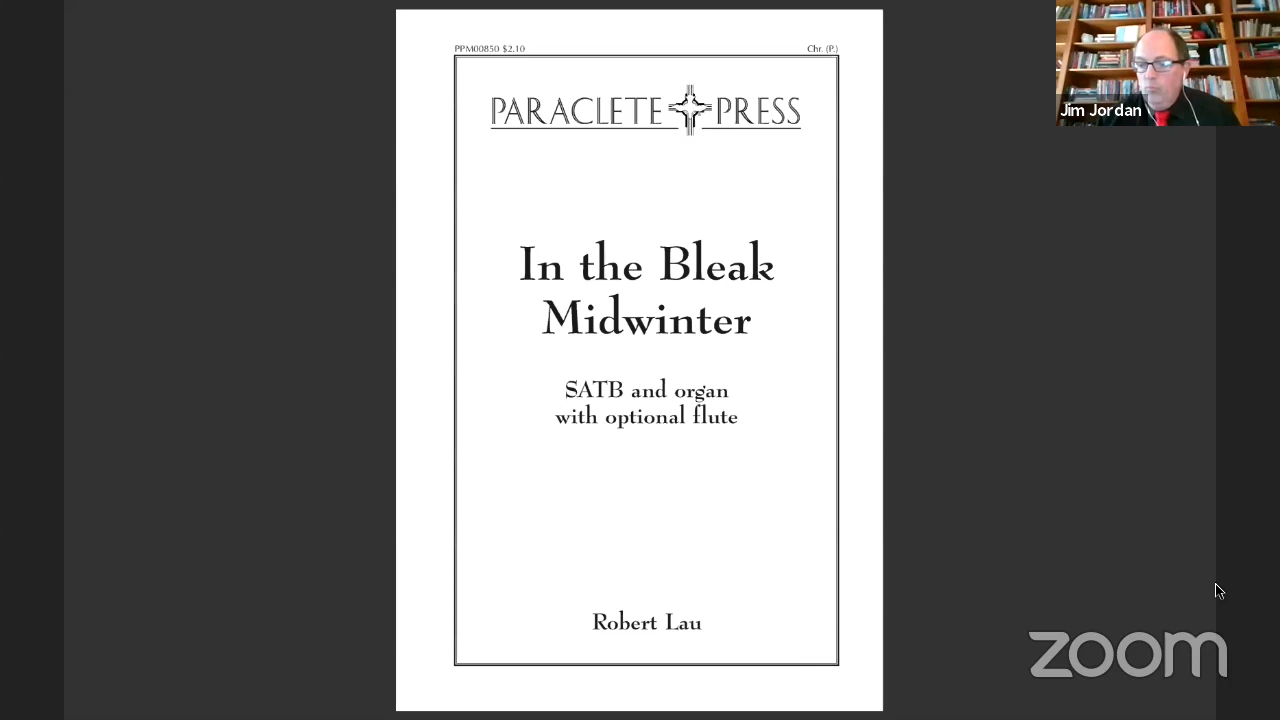 PPM00850 $2.10
Chr. (P.)
PARACLETE PRESS
In the Bleak
Midwinter
SATB and organ
with optional flute
Robert Lau
Jim Jordan
zoom